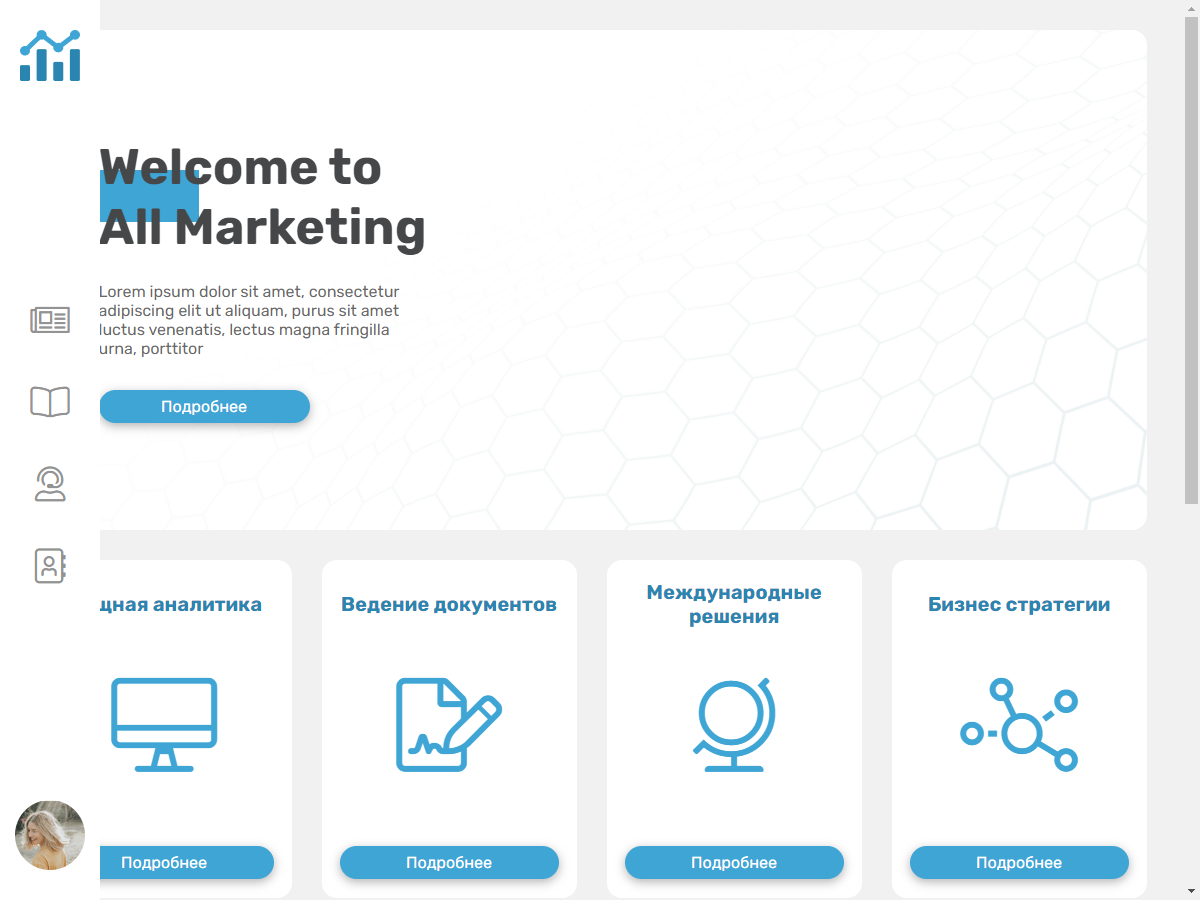 Welcome to
All Marketing
Lorem ipsum dolor sit amet, consectetur
adipiscing elit ut aliquam, purus sit amet
luctus venenatis, lectus magna fringilla
urna, porttitor
Подробнее
аналитика
Ведение документов
Международные
решения
Бизнес стратегии
Подробнее
Подробнее
Подробнее
Подробнее